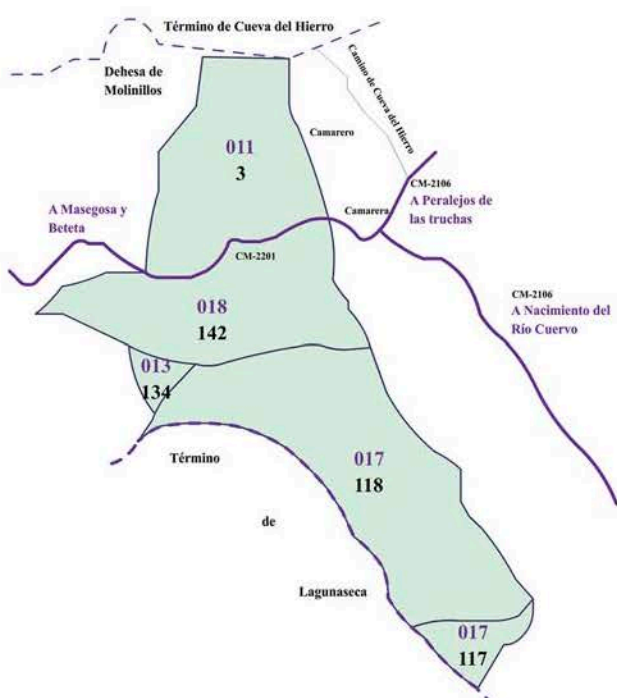 Término de Cueva del Hierro
Dehesa de
Molinillos
Camino de Cueva del Hierro
Camarero
011
3
CM-2106
A Peralejos de
las truchas
A Masegosa y
Beteta
Camarera
CM-2201
CM-2106
A Nacimiento del
Río Cuervo
018
142
013
134
Término
017
118
de
Lagunaseca
017
117